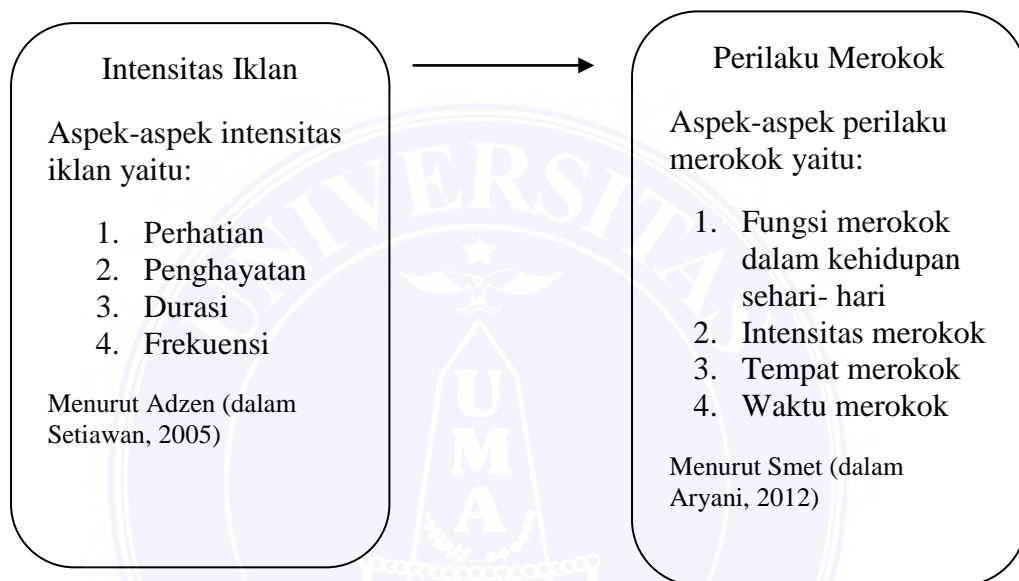 Intensitas Iklan
Aspek-aspek intensitas
iklan yaitu:
1. Perhatian
2. Penghayatan
3. Durasi
4. Frekuensi
Menurut Adzen (dalam
Setiawan, 2005)
Perilaku Merokok
Aspek-aspek perilaku
merokok yaitu:
1. Fungsi merokok
dalam kehidupan
sehari- hari
2. Intensitas merokok
3. Tempat merokok
4. Waktu merokok
Menurut Smet (dalam
Aryani, 2012)
UNIVERSITAS
U
M
A